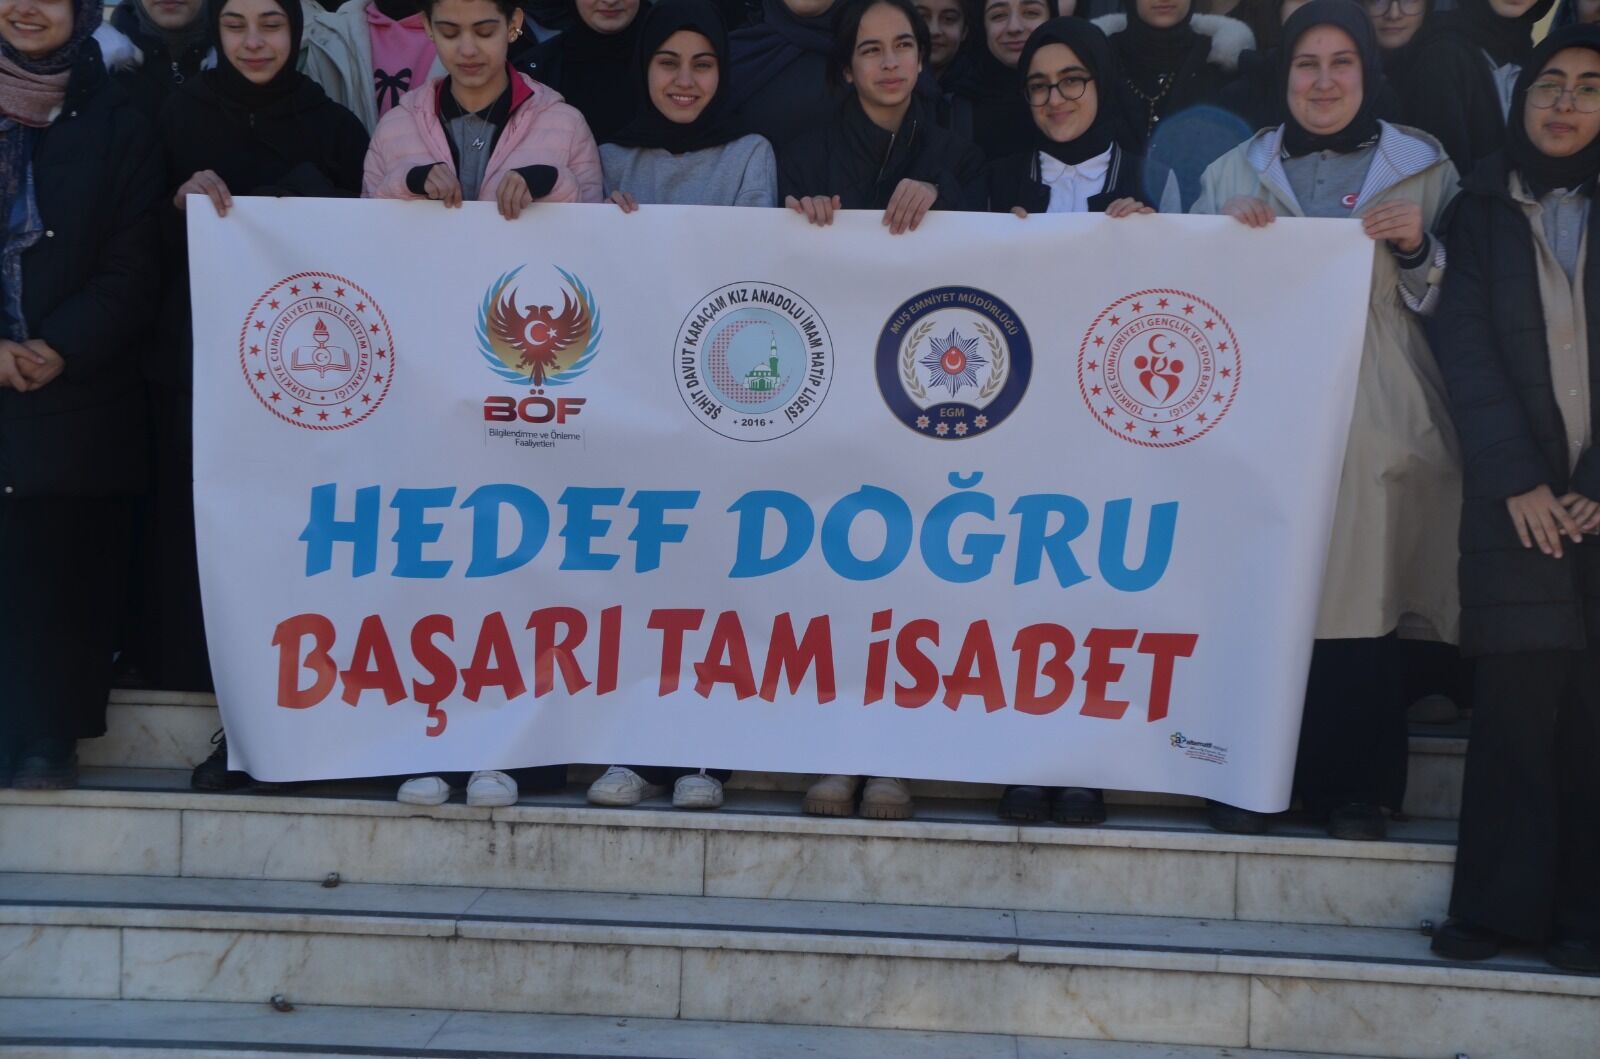 TÜRKİYE CUMHURİYETİ MİLLÎ EĞİTİM BAKANLIĞI
BÖF
Bilgilendirme ve Önleme
Faaliyetleri
ŞEHİT DAVUT KARAÇAM KIZ ANADOLU İMAM HATİP LİSESİ
2016
MUŞ EMNİYET MÜDÜRLÜĞÜ
EGM
TÜRKİYE CUMHURİYETİ GENÇLİK VE SPOR BAKANLIĞI
HEDEF DOĞRU
BAŞARI TAM İSABET
alternatif